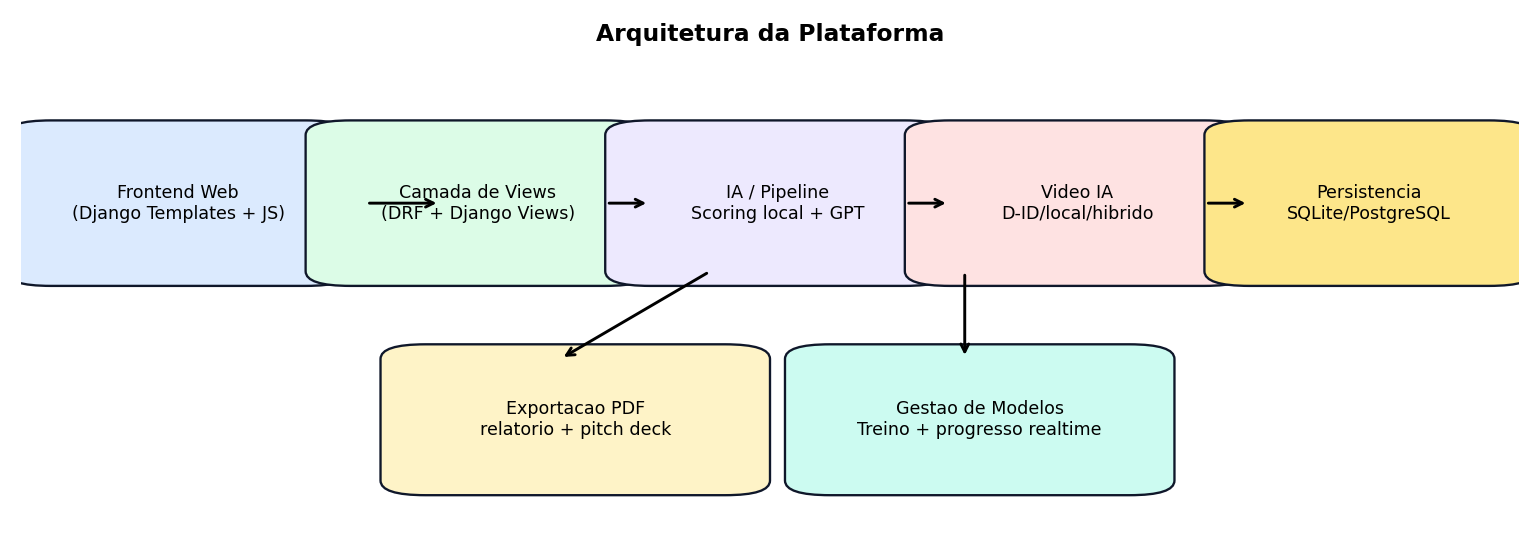 Arquitetura da Plataforma
Frontend Web
(Django Templates + JS)
Camada de Views
(DRF + Django Views)
IA / Pipeline
Scoring local + GPT
Video IA
D-ID/local/hibrido
Persistencia
SQLite/PostgreSQL
Exportacao PDF
relatorio + pitch deck
Gestao de Modelos
Treino + progresso realtime